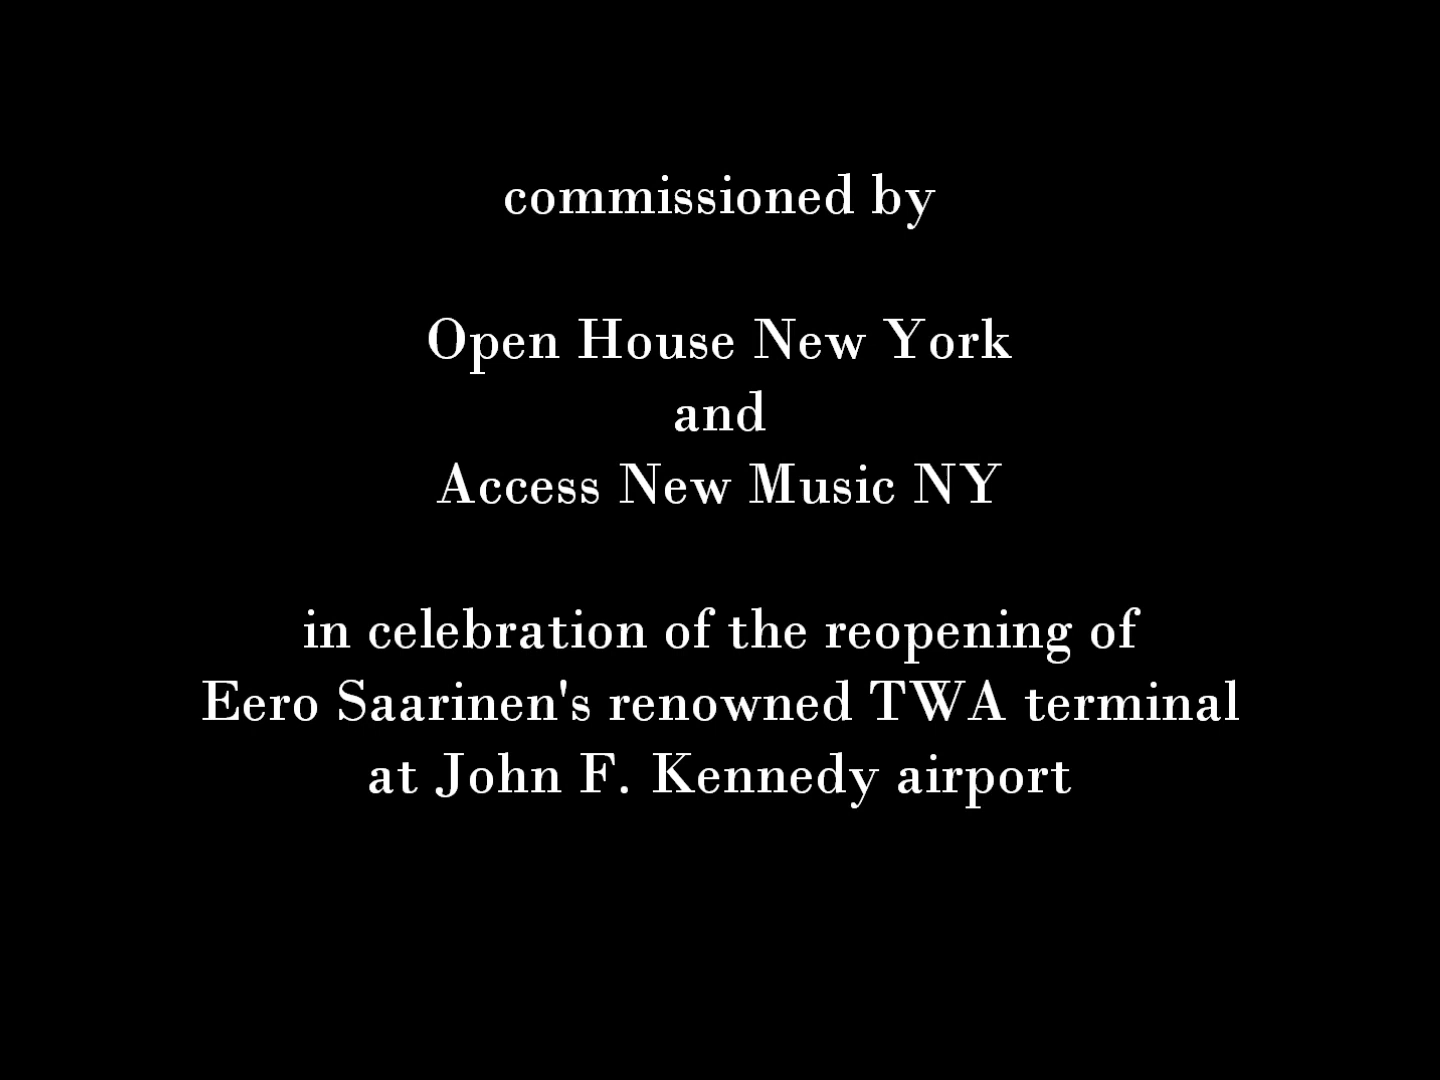 commissioned by
Open House New York
and
Access New Music NY
in celebration of the reopening of
Eero Saarinen's renowned TWA terminal
at John F. Kennedy airport